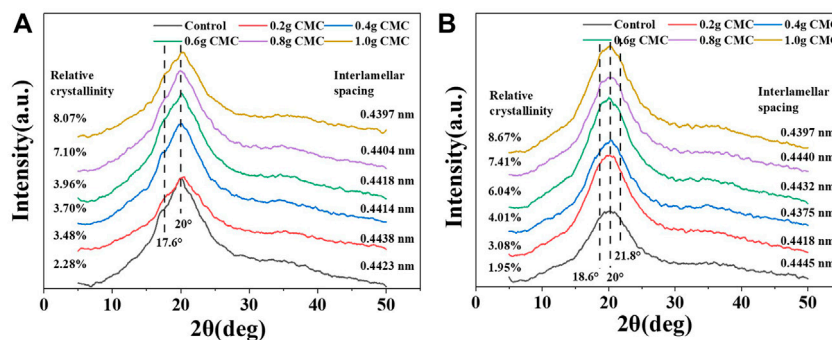 A
Control 0.2g CMC 0.4g CMC
0.6g CMC 0.8g CMC 1.0g CMC
Relative
crystallinity
Interlamellar
spacing
8.07% 0.4397 nm
7.10% 0.4404 nm
3.96% 0.4418 nm
3.70% 0.4414 nm
3.48% 0.4438 nm
2.28% 0.4423 nm
17.6° 20°
Intensity(a.u.)
0 10 20 30 40 50
2θ(deg)
B
Control 0.2g CMC 0.4g CMC
0.6g CMC 0.8g CMC 1.0g CMC
Relative
crystallinity
Interlamellar
spacing
8.67% 0.4397 nm
7.41% 0.4440 nm
6.04% 0.4432 nm
4.01% 0.4375 nm
3.08% 0.4418 nm
1.95% 0.4445 nm
18.6° 20° 21.8°
Intensity(a.u.)
0 10 20 30 40 50
2θ(deg)